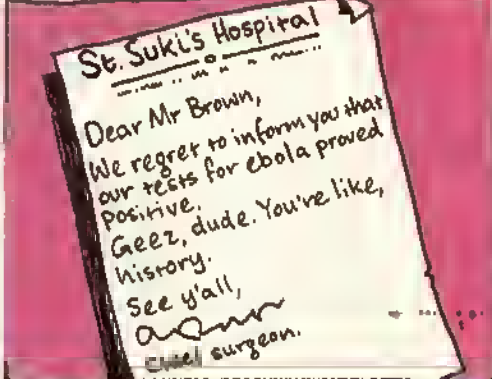 St. Suki's Hospital
Dear Mr Brown,
We regret to inform you that
our tests for ebola proved
positive.
Geez, dude. You're like,
history.
See y'all,
Chief surgeon.